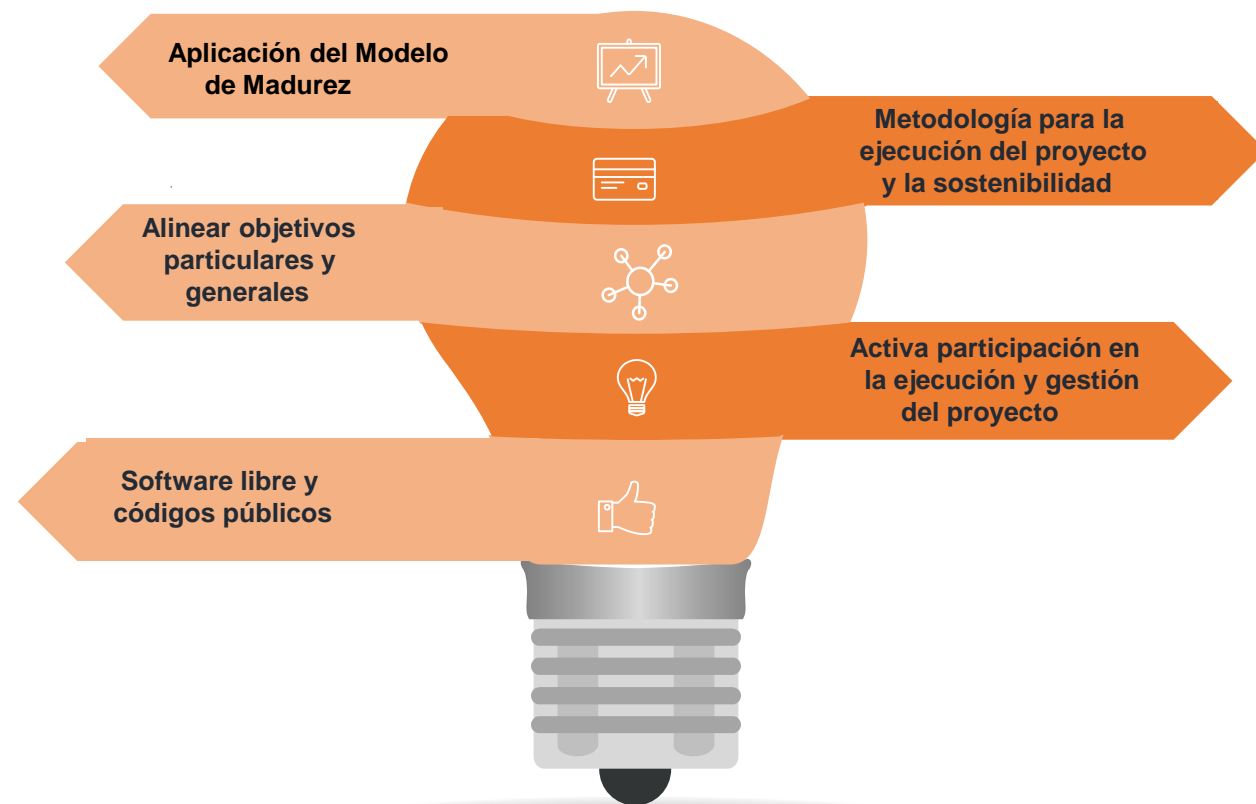 Aplicación del Modelo
de Madurez
Metodología para la
ejecución del proyecto
y la sostenibilidad
Alinear objetivos
particulares y
generales
Activa participación en
la ejecución y gestión
del proyecto
Software libre y
códigos públicos